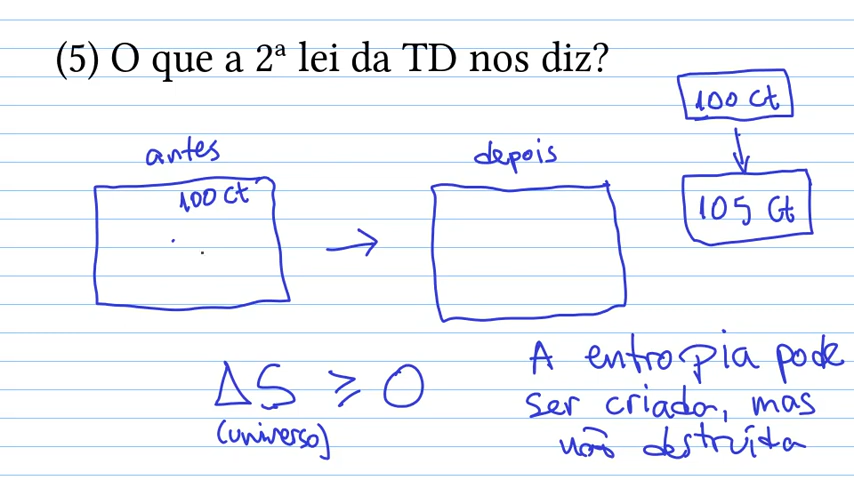 (5) O que a 2ª lei da TD nos diz?
100 Ct
antes
depois
100 Ct
105 Ct
ΔS ≥ 0
(universo)
A entropia pode
ser criada, mas
não destruíta